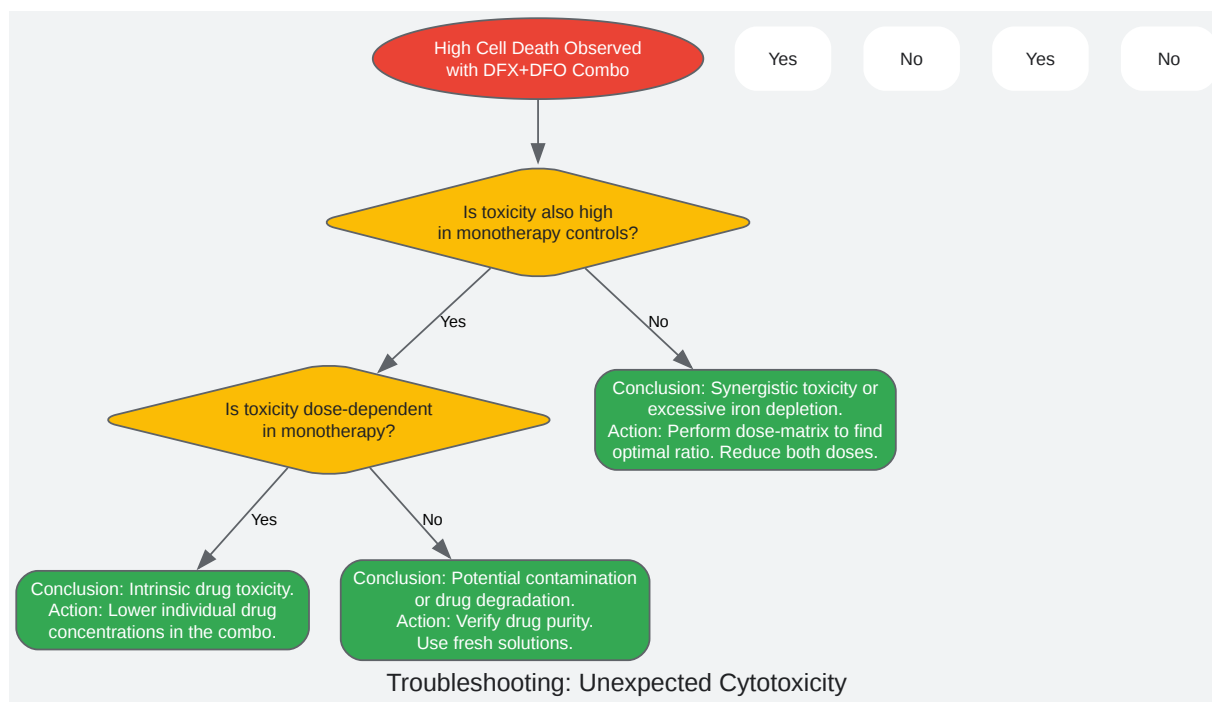 High Cell Death Observed
with DFX+DFO Combo
Yes
No
Yes
No
Is toxicity also high
in monotherapy controls?
Yes
No
Is toxicity dose-dependent
in monotherapy?
Conclusion: Synergistic toxicity or
excessive iron depletion.
Action: Perform dose-matrix to find
optimal ratio. Reduce both doses.
Yes
No
Conclusion: Intrinsic drug toxicity.
Action: Lower individual drug
concentrations in the combo.
Conclusion: Potential contamination
or drug degradation.
Action: Verify drug purity.
Use fresh solutions.
Troubleshooting: Unexpected Cytotoxicity